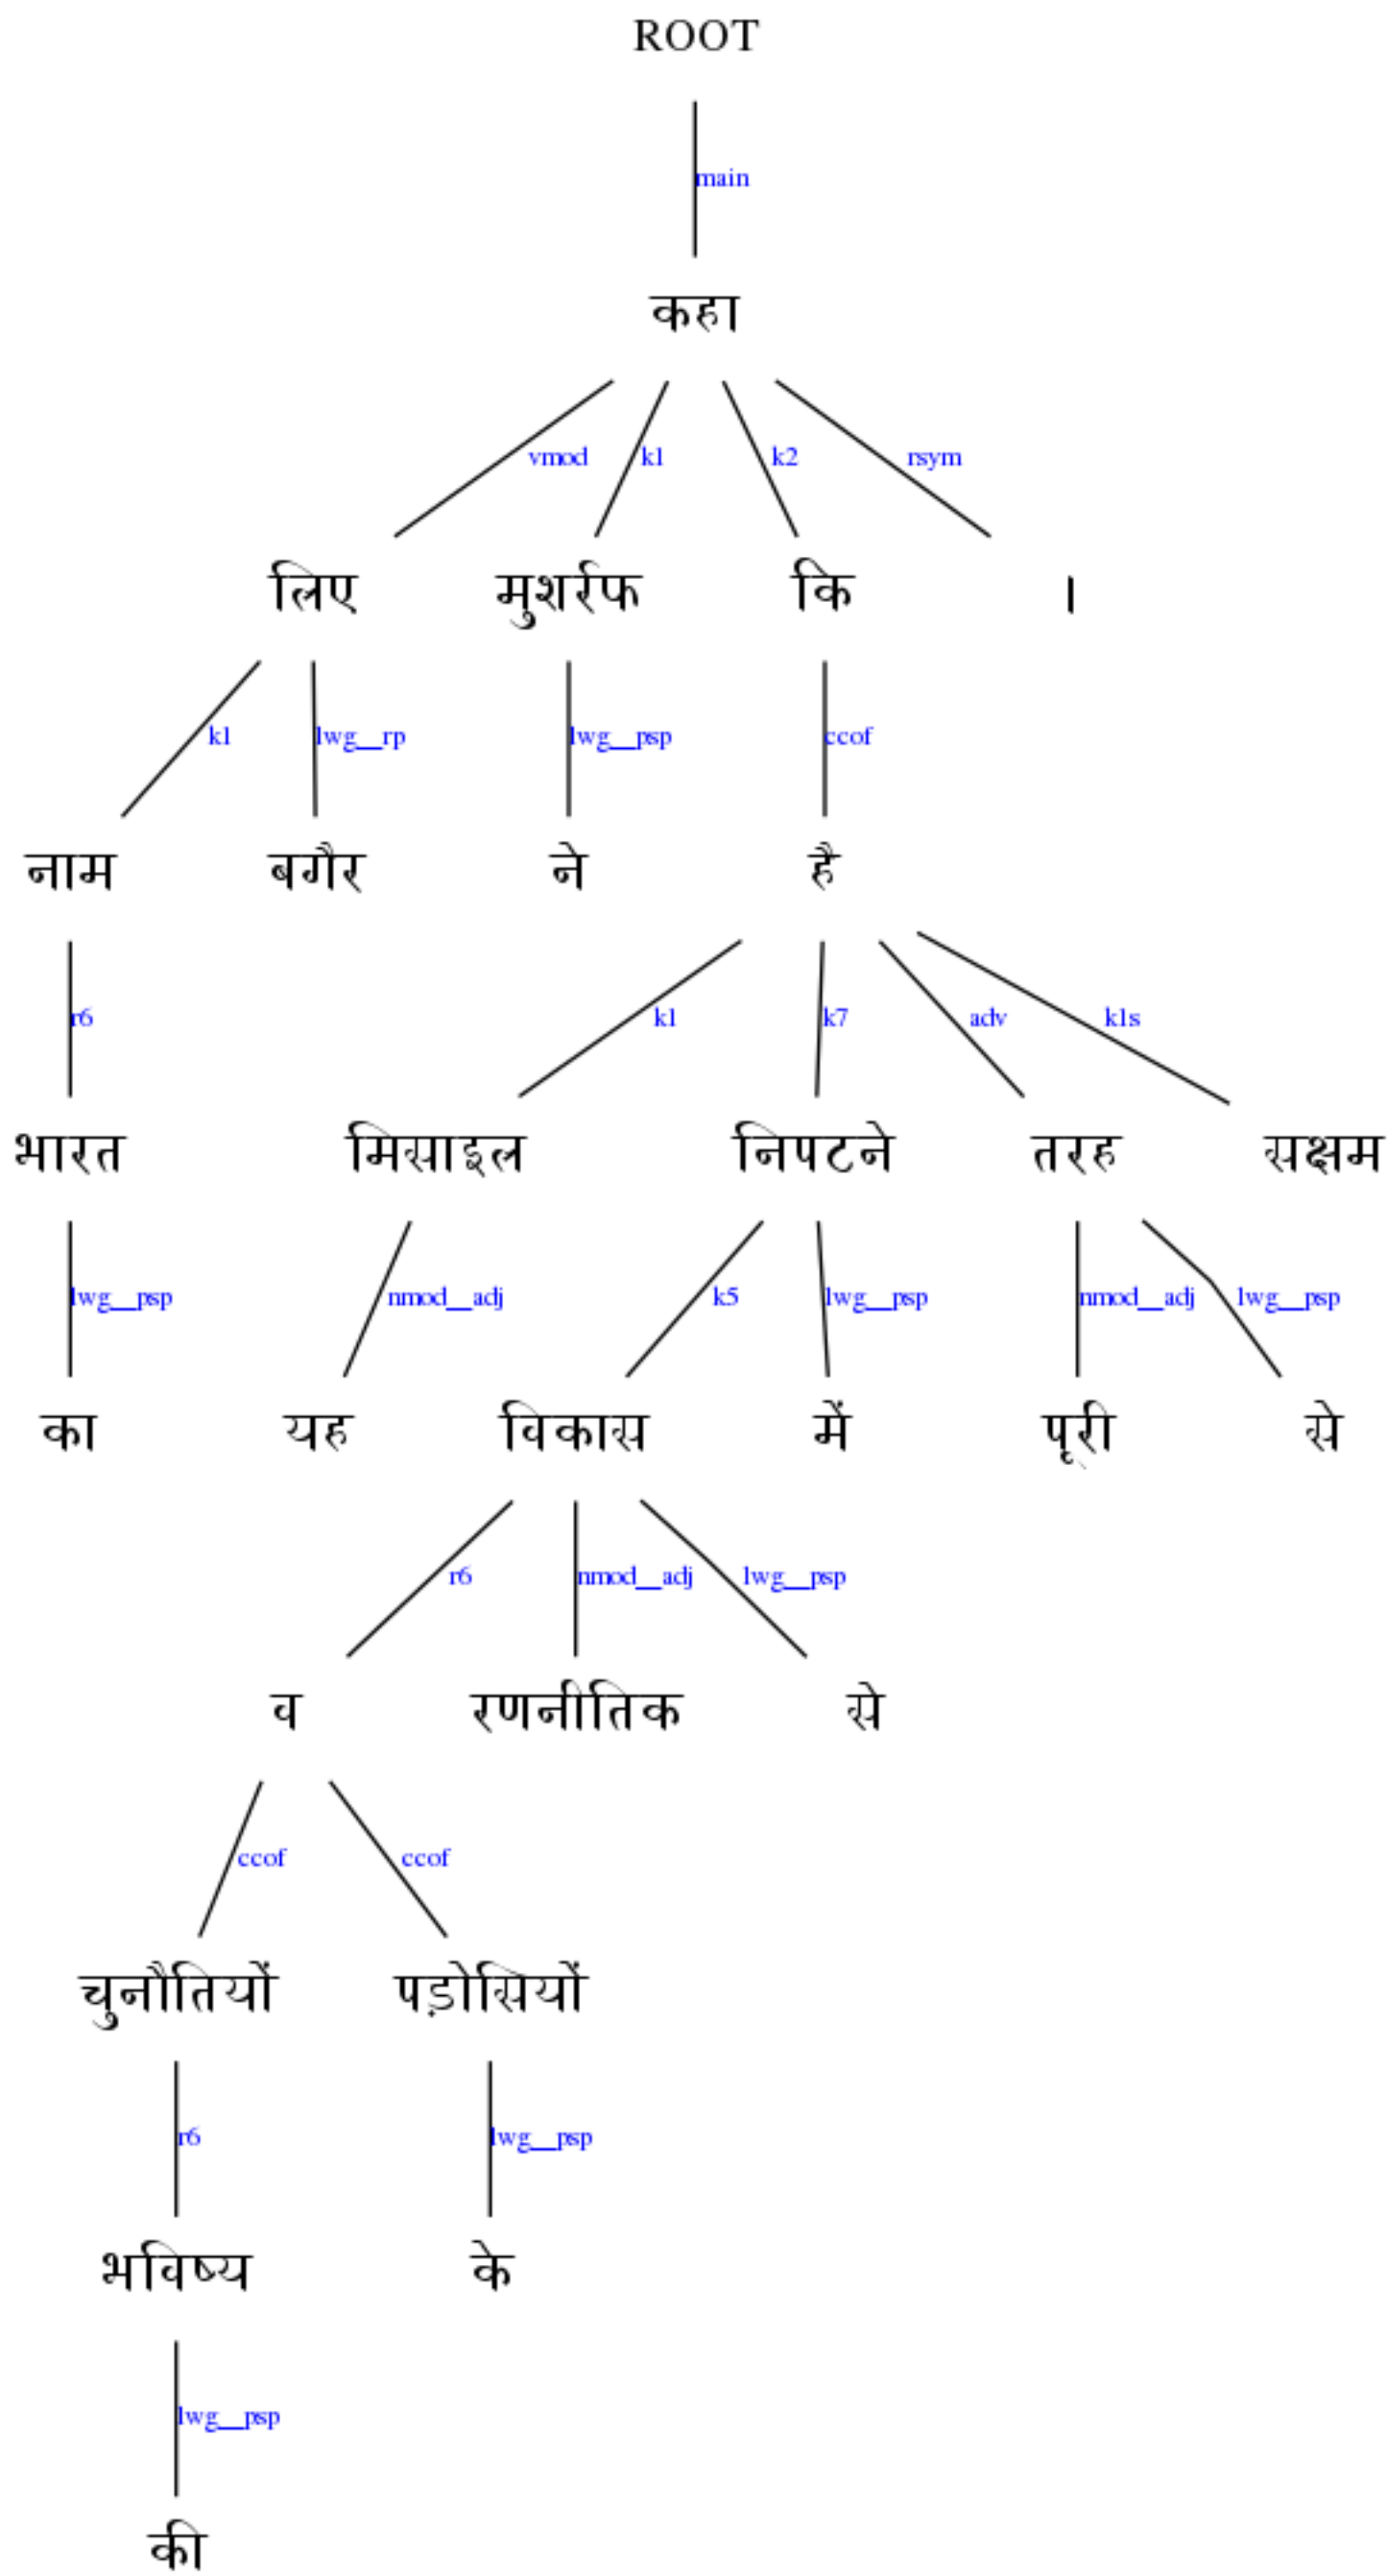 ROOT
main
कहा
vmod k1 k2 rsym
लिए मुशर्रफ कि ।
k1 lwg__rp lwg__psp ccof
नाम बगैर ने है
r6 k1 k7 adv k1s
भारत मिसाइल निपटने तरह सक्षम
lwg__psp nmod__adj k5 lwg__psp nmod__adj lwg__psp
का यह विकास में पूरी से
r6 nmod__adj lwg__psp
व रणनीतिक से
ccof ccof
चुनौतियों पड़ोसियों
r6 lwg__psp
भविष्य के
lwg__psp
की